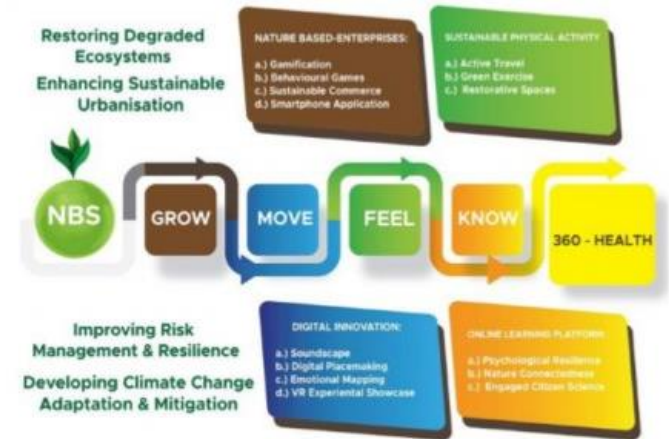 Restoring Degraded
Ecosystems
Enhancing Sustainable
Urbanisation
NATURE BASED-ENTERPRISES:
a.) Gamification
b.) Behavioural Games
c.) Sustainable Commerce
d.) Smartphone Application
SUSTAINABLE PHYSICAL ACTIVITY
a.) Active Travel
b.) Green Exercise
c.) Restorative Spaces
NBS
GROW
MOVE
FEEL
KNOW
360 - HEALTH
Improving Risk
Management & Resilience
Developing Climate Change
Adaptation & Mitigation
DIGITAL INNOVATION:
a.) Soundscape
b.) Digital Placemaking
c.) Emotional Mapping
d.) VR Experiental Showcase
ONLINE LEARNING PLATFORM:
a.) Psychological Resilience
b.) Nature Connectedness
c.) Engaged Citizen Science